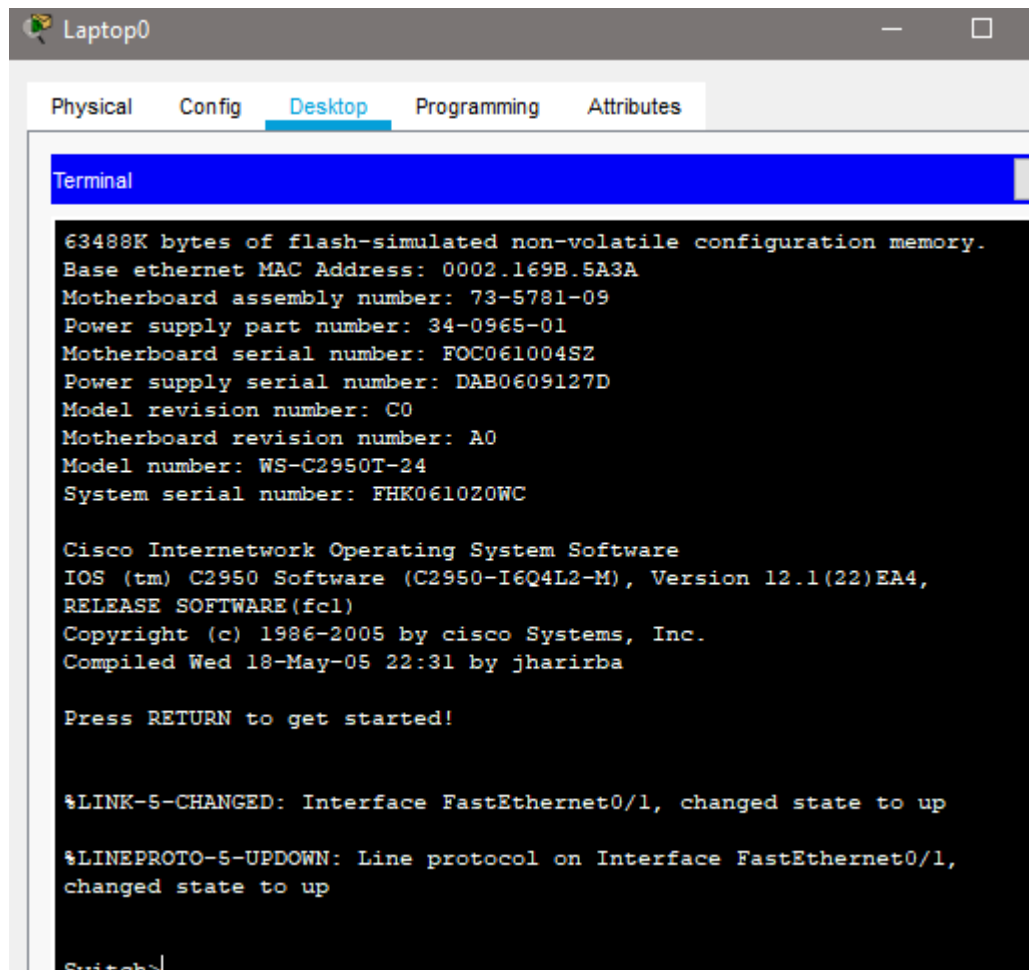 Laptop0
Physical Config Desktop Programming Attributes
Terminal
63488K bytes of flash-simulated non-volatile configuration memory.
Base ethernet MAC Address: 0002.169B.5A3A
Motherboard assembly number: 73-5781-09
Power supply part number: 34-0965-01
Motherboard serial number: FOC061004SZ
Power supply serial number: DAB0609127D
Model revision number: C0
Motherboard revision number: A0
Model number: WS-C2950T-24
System serial number: FHK0610Z0WC
Cisco Internetwork Operating System Software
IOS (tm) C2950 Software (C2950-I6Q4L2-M), Version 12.1(22)EA4,
RELEASE SOFTWARE(fc1)
Copyright (c) 1986-2005 by cisco Systems, Inc.
Compiled Wed 18-May-05 22:31 by jharirba
Press RETURN to get started!
%LINK-5-CHANGED: Interface FastEthernet0/1, changed state to up
%LINEPROTO-5-UPDOWN: Line protocol on Interface FastEthernet0/1,
changed state to up
Switch>